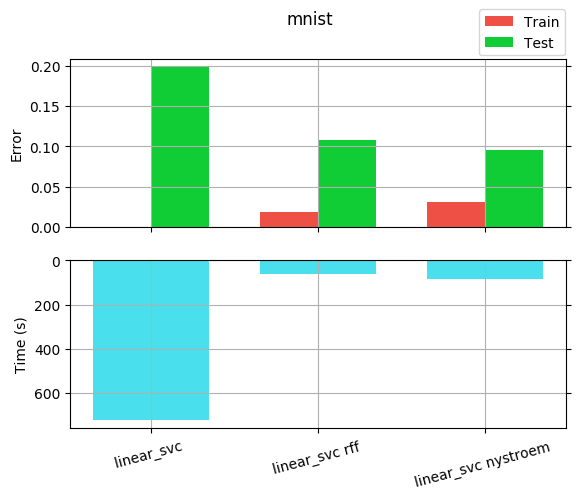 mnist
Train
Test
0.20
0.15
0.10
0.05
0.00
Error
0
200
400
600
Time (s)
linear_svc
linear_svc rff
linear_svc nystroem